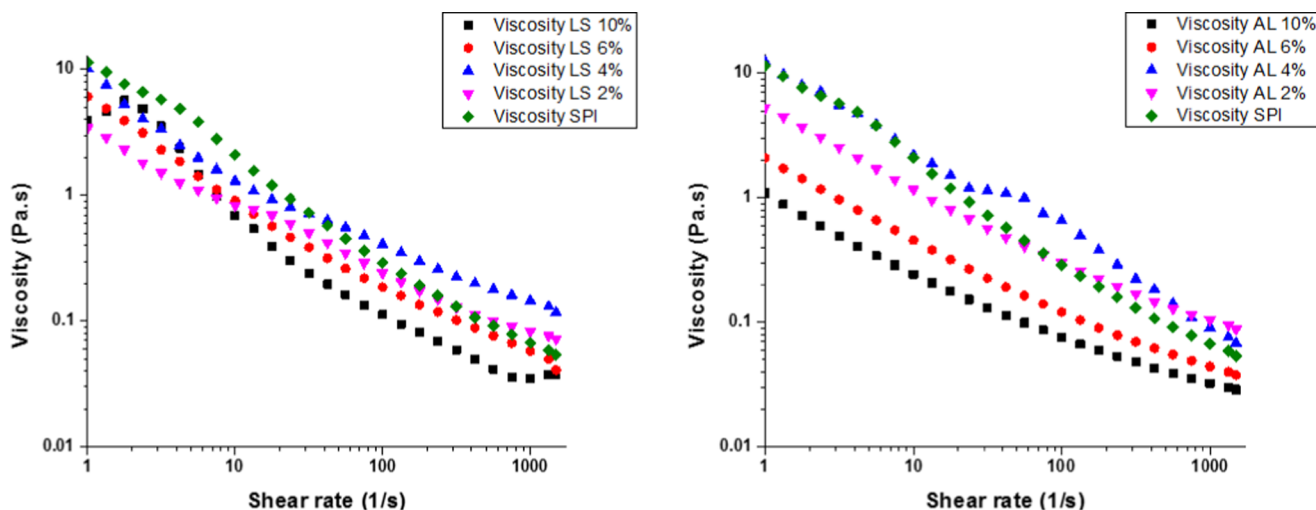 Viscosity LS 10%
Viscosity LS 6%
Viscosity LS 4%
Viscosity LS 2%
Viscosity SPI
10
1
0.1
0.01
Viscosity (Pa.s)
1
10
100
1000
Shear rate (1/s)
Viscosity AL 10%
Viscosity AL 6%
Viscosity AL 4%
Viscosity AL 2%
Viscosity SPI
10
1
0.1
0.01
Viscosity (Pa.s)
1
10
100
1000
Shear rate (1/s)